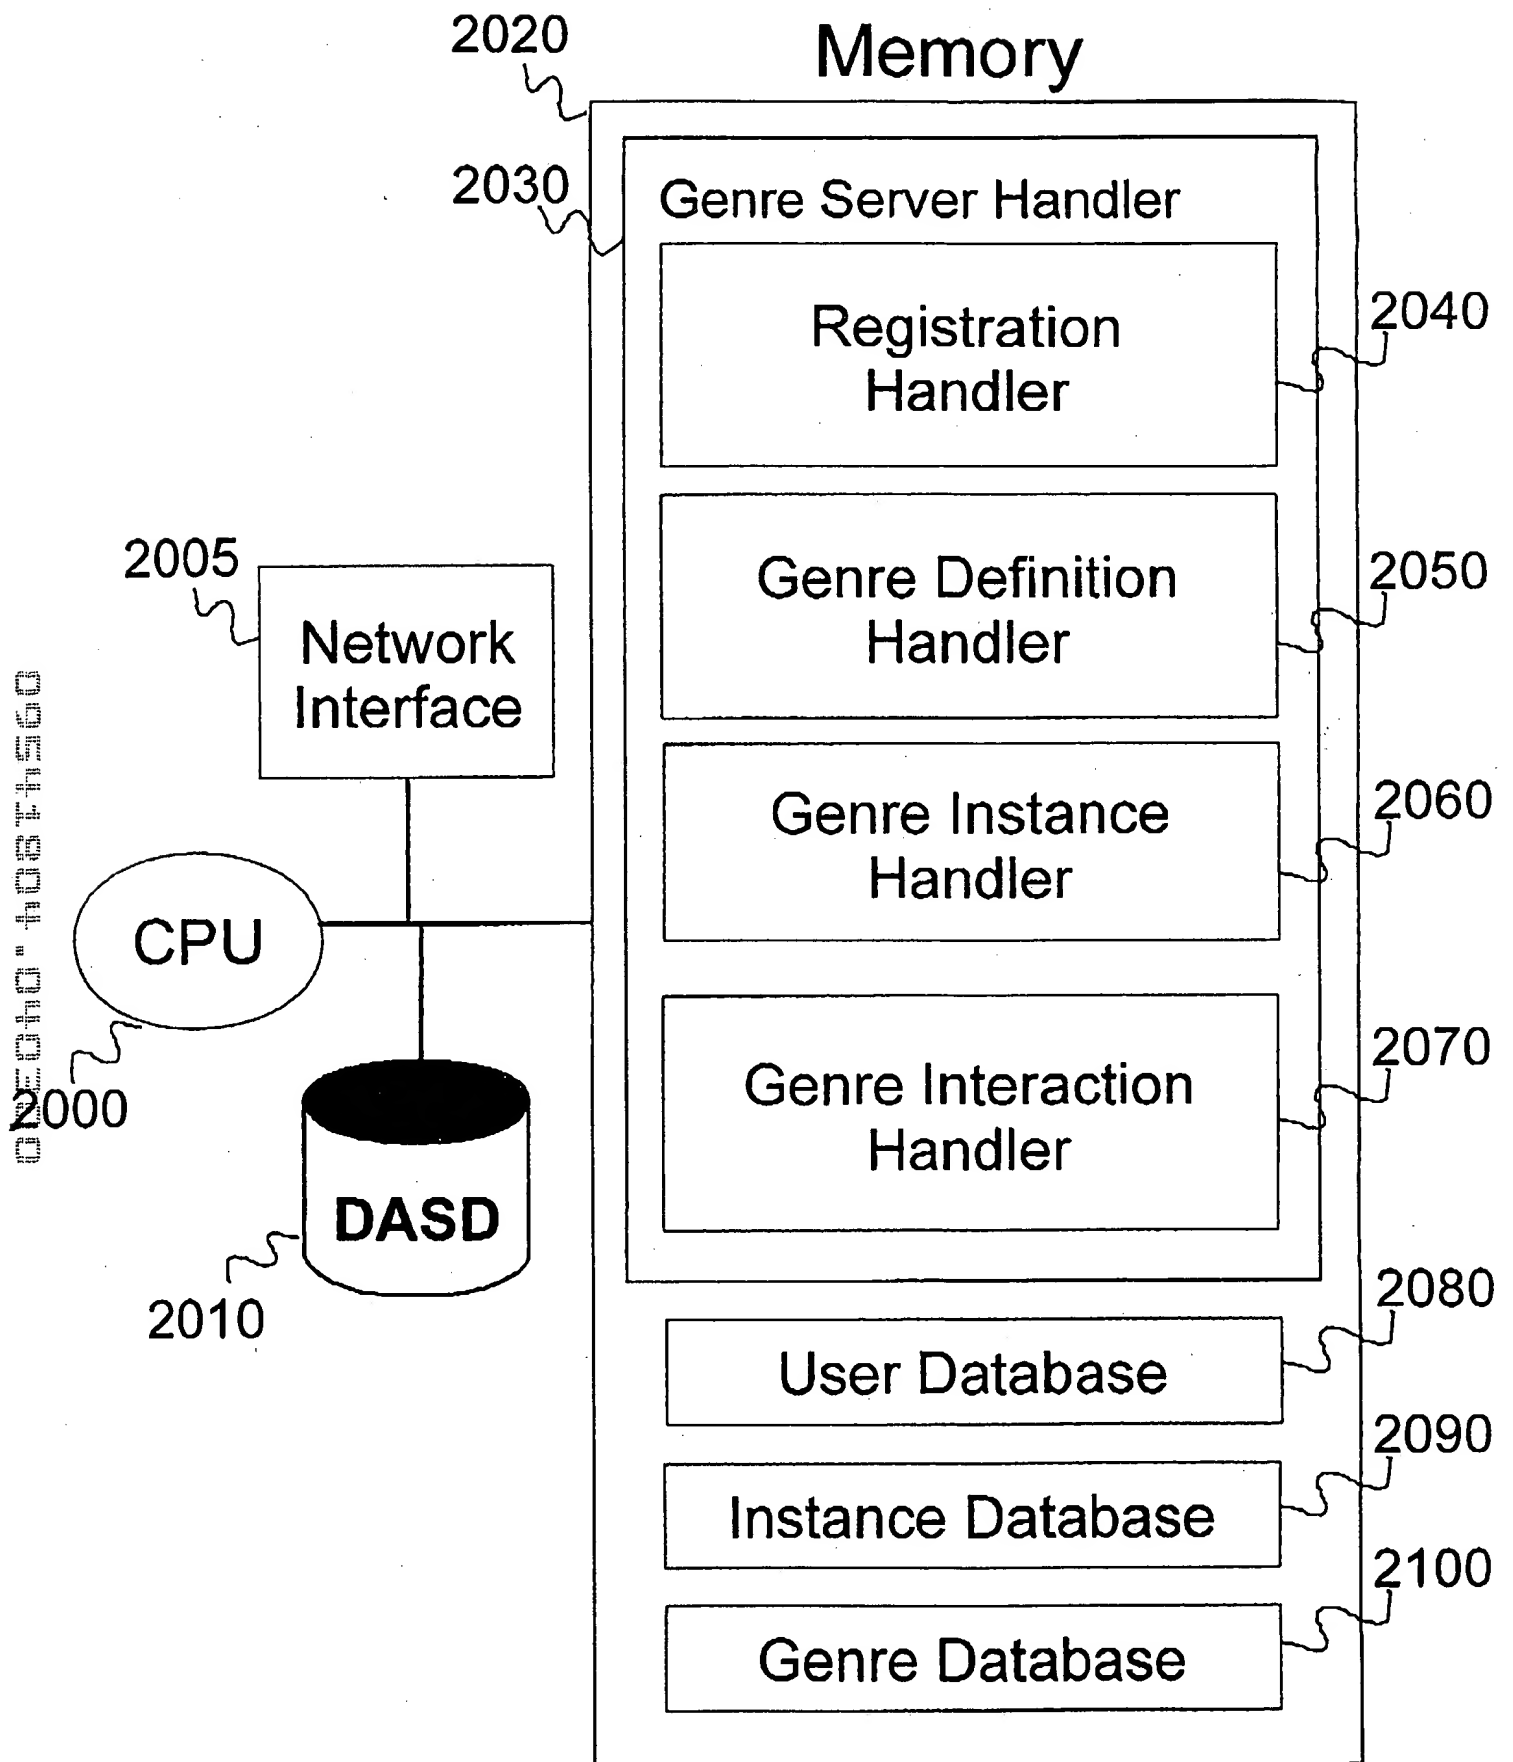 2020
Memory
2030
Genre Server Handler
Registration
Handler
2040
Genre Definition
Handler
2050
2005
Network
Interface
Genre Instance
Handler
2060
CPU
2000
Genre Interaction
Handler
2070
DASD
2010
User Database
2080
Instance Database
2090
Genre Database
2100